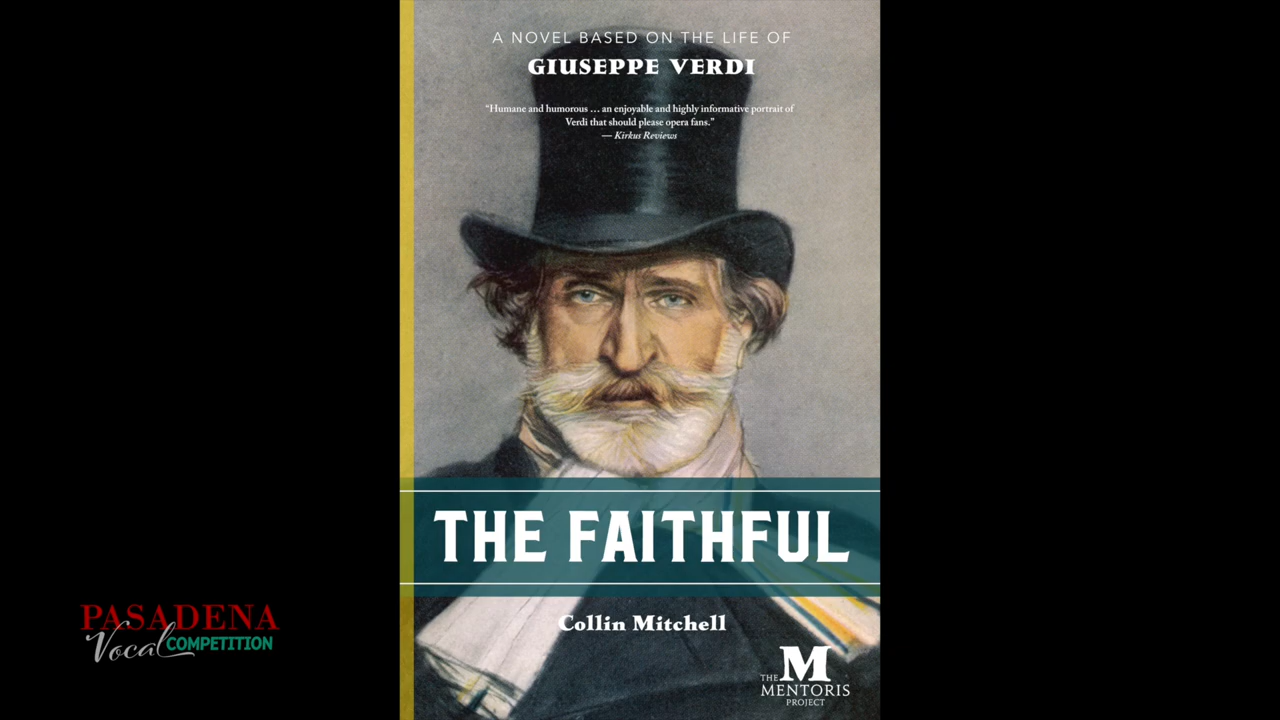 A NOVEL BASED ON THE LIFE OF
GIUSEPPE VERDI
“Humane and humorous ... an enjoyable and highly informative portrait of
Verdi that should please opera fans.”
— Kirkus Reviews
THE FAITHFUL
Collin Mitchell
THE M
MENTORIS
PROJECT
PASADENA
Vocal COMPETITION